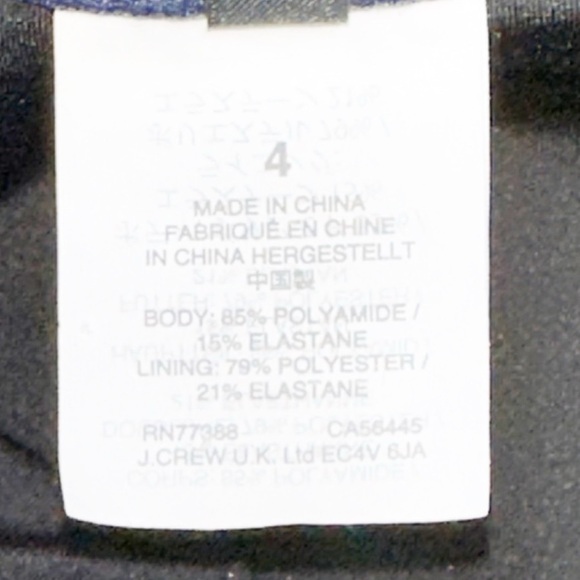 4
MADE IN CHINA
FABRIQUÉ EN CHINE
IN CHINA HERGESTELLT
中国製
BODY: 85% POLYAMIDE /
15% ELASTANE
LINING: 79% POLYESTER /
21% ELASTANE
RN77388 CA56445
J.CREW U.K. Ltd EC4V 6JA